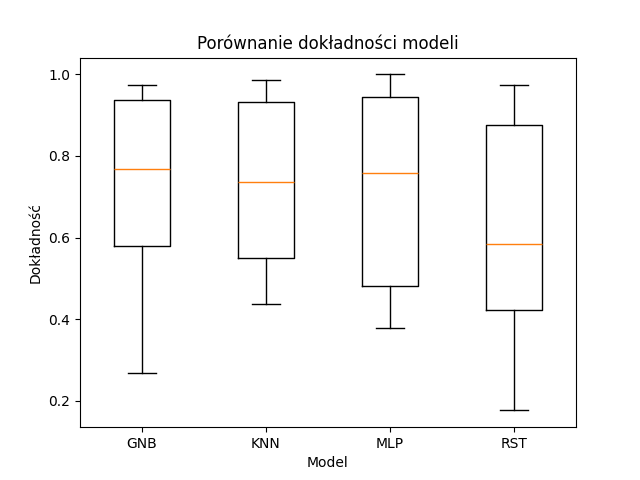 Porównanie dokładności modeli
1.0
0.8
0.6
0.4
0.2
Dokładność
GNB KNN MLP RST
Model